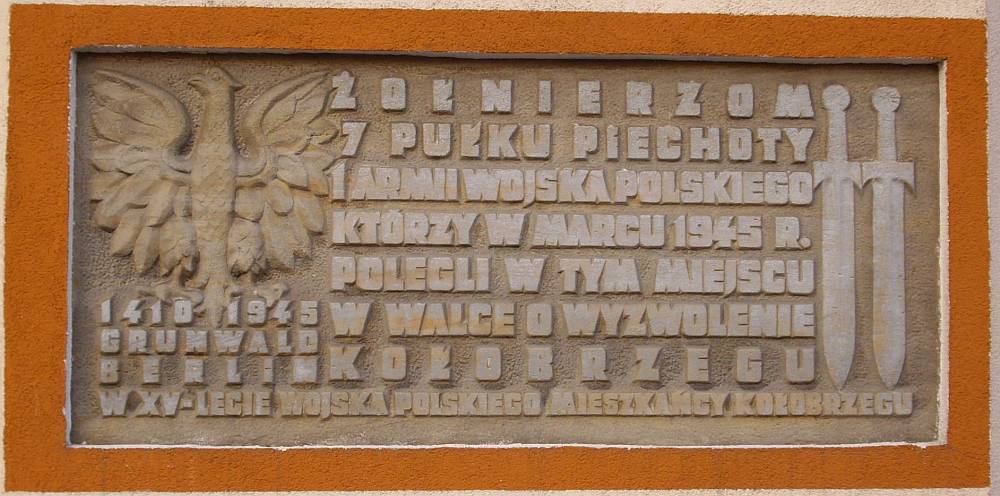 ŻOŁNIERZOM
7 PUŁKU PIECHOTY
1 ARMII WOJSKA POLSKIEGO
KTÓRZY W MARCU 1945 R.
POLEGLI W TYM MIEJSCU
W WALCE O WYZWOLENIE
KOŁOBRZEGU
1410 1945
GRUNWALD
BERLIN
W XV-LECIE WOJSKA POLSKIEGO MIESZKAŃCY KOŁOBRZEGU